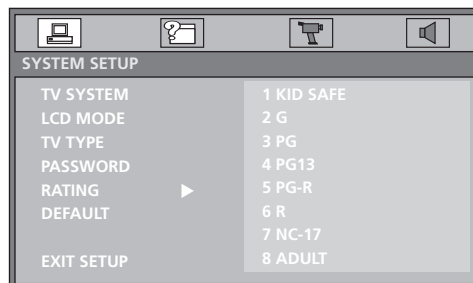 SYSTEM SETUP
TV SYSTEM
LCD MODE
TV TYPE
PASSWORD
RATING
DEFAULT
EXIT SETUP
1 KID SAFE
2 G
3 PG
4 PG13
5 PG-R
6 R
7 NC-17
8 ADULT